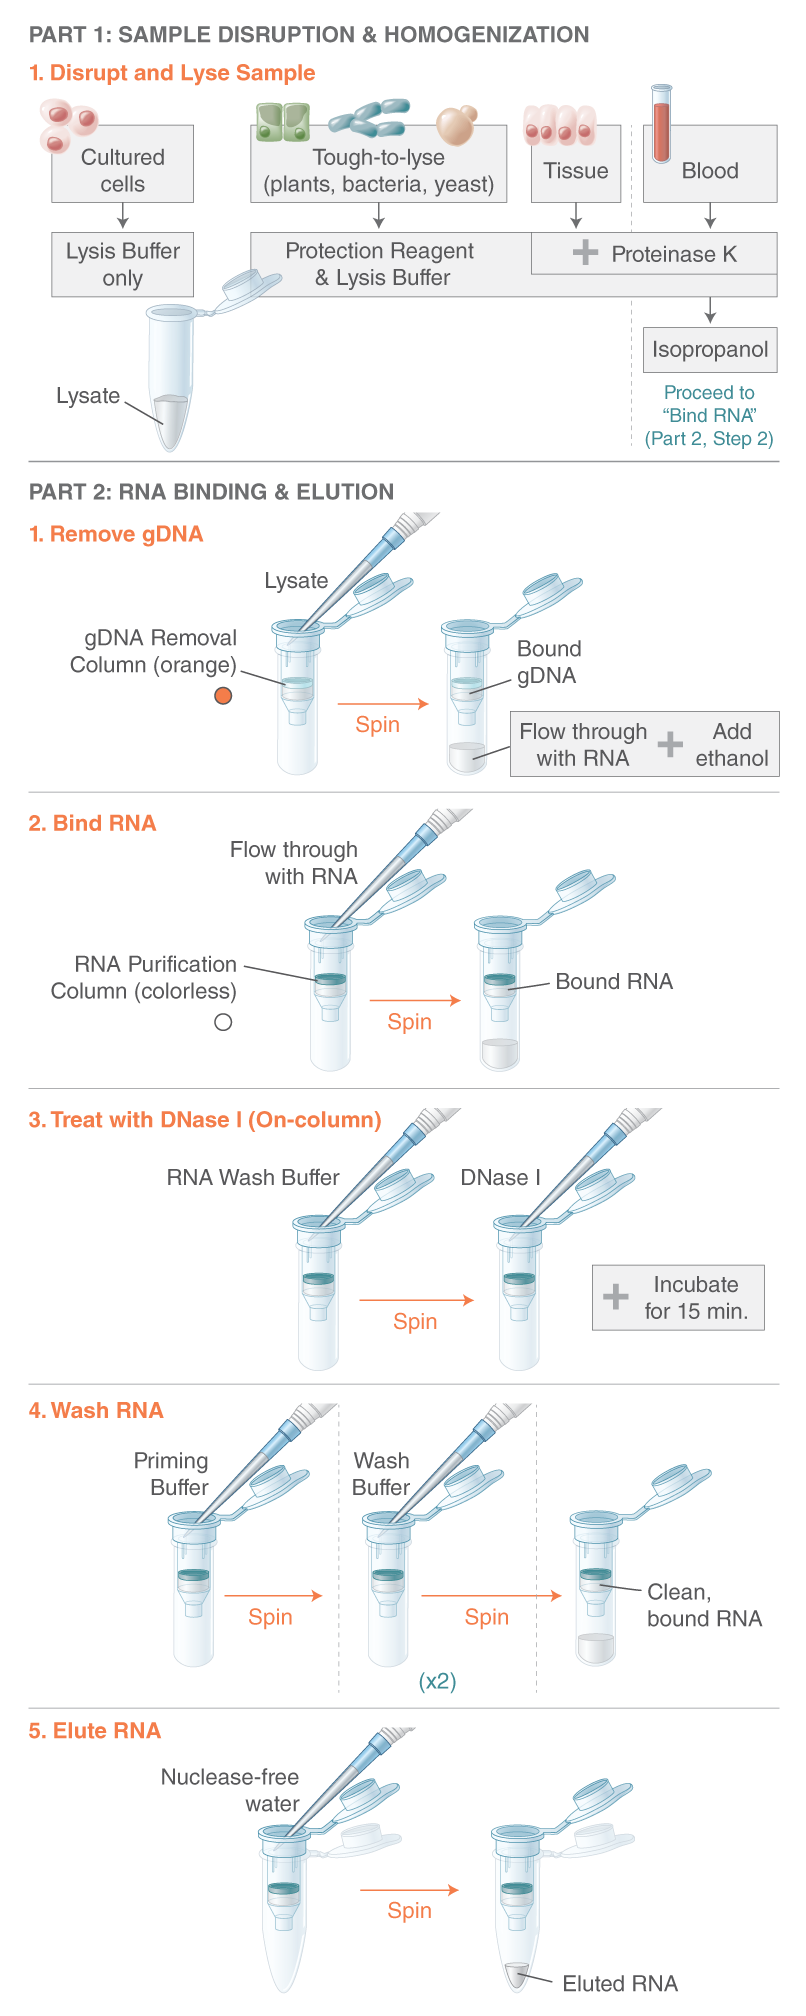 PART 1: SAMPLE DISRUPTION & HOMOGENIZATION
1. Disrupt and Lyse Sample
Cultured
cells
Tough-to-lyse
(plants, bacteria, yeast)
Tissue
Blood
Lysis Buffer
only
Protection Reagent
& Lysis Buffer
+ Proteinase K
Isopropanol
Lysate
Proceed to
“Bind RNA”
(Part 2, Step 2)
PART 2: RNA BINDING & ELUTION
1. Remove gDNA
Lysate
gDNA Removal
Column (orange)
Spin
Bound
gDNA
Flow through
with RNA
+
Add
ethanol
2. Bind RNA
Flow through
with RNA
RNA Purification
Column (colorless)
Spin
Bound RNA
3. Treat with DNase I (On-column)
RNA Wash Buffer
DNase I
Spin
+
Incubate
for 15 min.
4. Wash RNA
Priming
Buffer
Wash
Buffer
Spin
Spin
Clean,
bound RNA
(x2)
5. Elute RNA
Nuclease-free
water
Spin
Eluted RNA